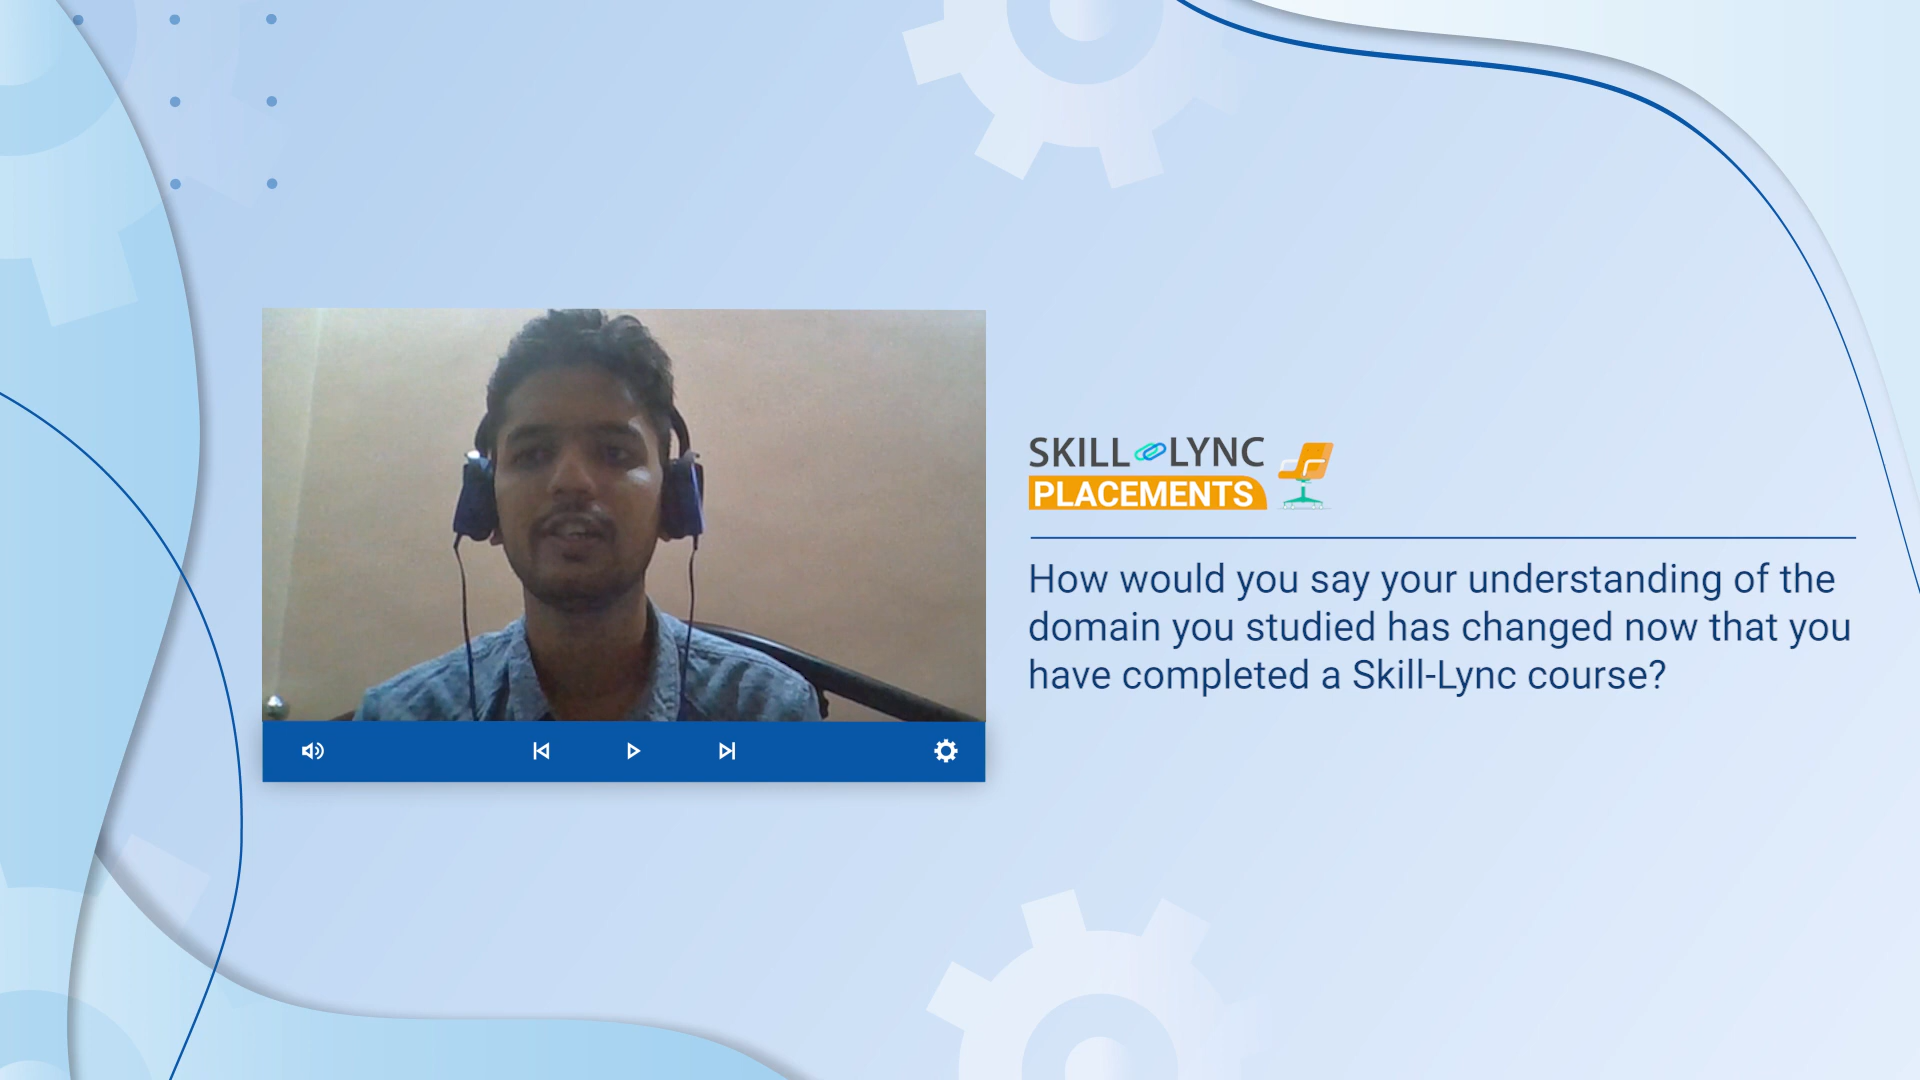 SKILL LYNC
PLACEMENTS
How would you say your understanding of the
domain you studied has changed now that you
have completed a Skill-Lync course?